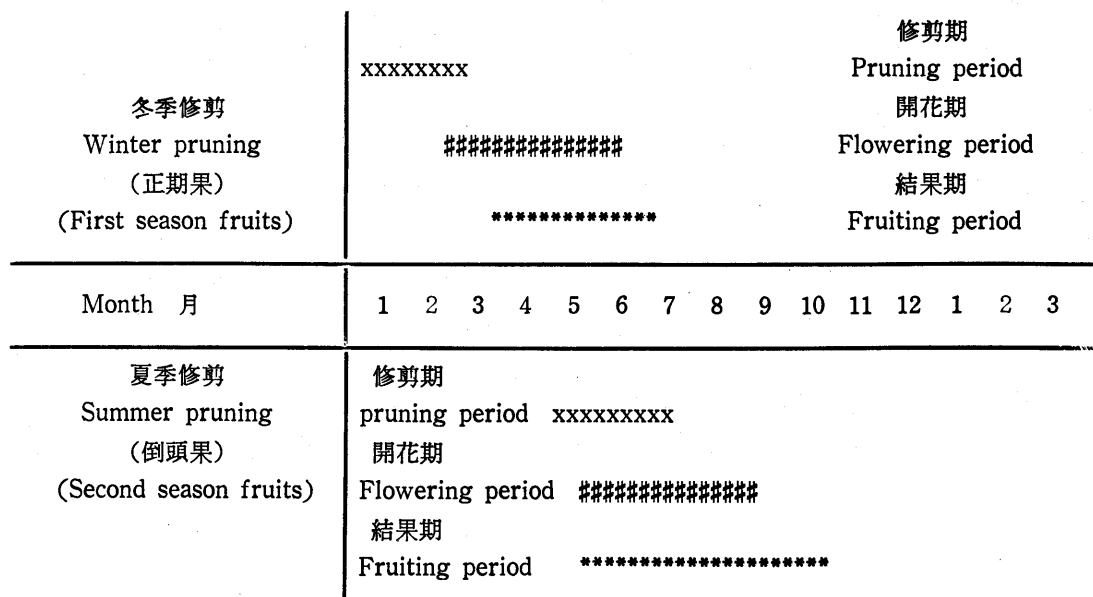 修剪期
xxxxxxxx Pruning period
冬季修剪 開花期
Winter pruning ############### Flowering period
(正期果) 結果期
(First season fruits) ************** Fruiting period
Month 月 1 2 3 4 5 6 7 8 9 10 11 12 1 2 3
夏季修剪 修剪期
Summer pruning pruning period xxxxxxxxx
(倒頭果) 開花期
(Second season fruits) Flowering period ###############
結果期
Fruiting period *********************